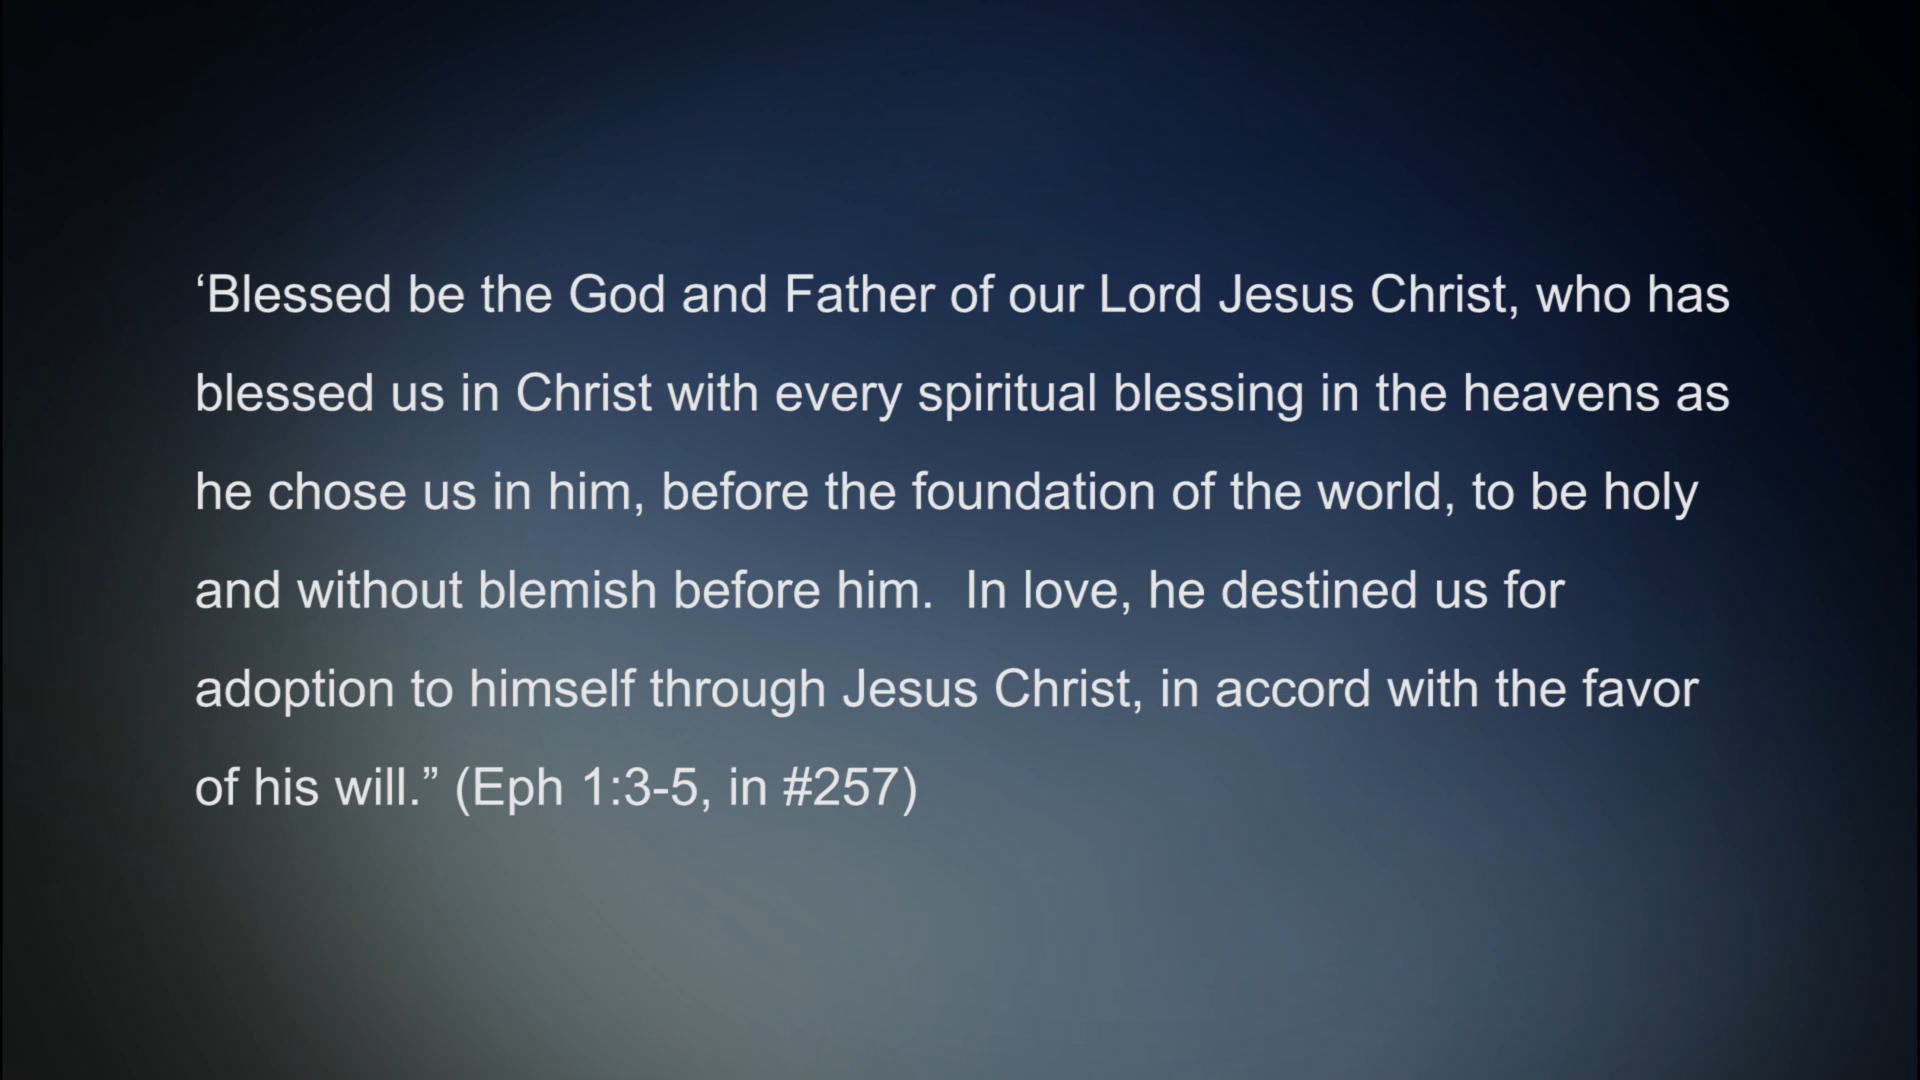 ‘Blessed be the God and Father of our Lord Jesus Christ, who has
blessed us in Christ with every spiritual blessing in the heavens as
he chose us in him, before the foundation of the world, to be holy
and without blemish before him.  In love, he destined us for
adoption to himself through Jesus Christ, in accord with the favor
of his will.” (Eph 1:3-5, in #257)